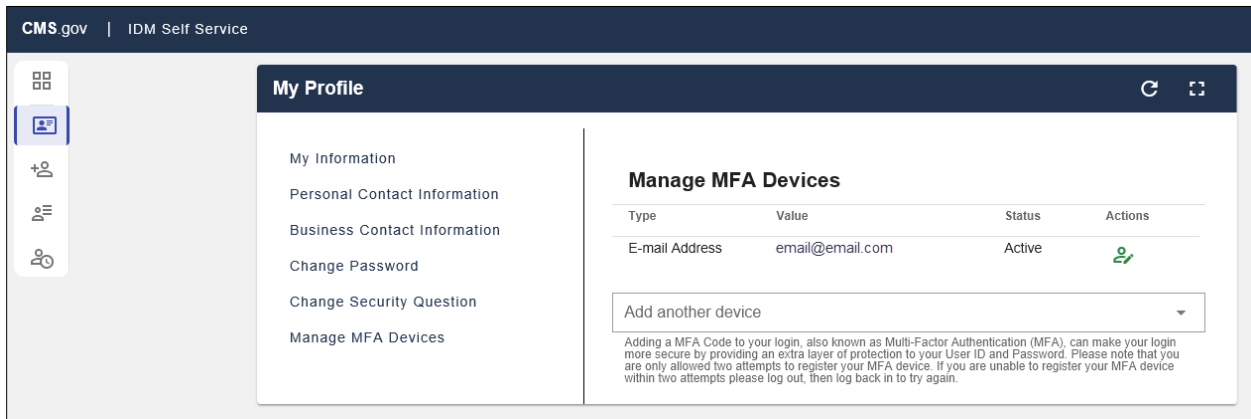 CMS.gov | IDM Self Service
My Profile
My Information
Personal Contact Information
Business Contact Information
Change Password
Change Security Question
Manage MFA Devices
Manage MFA Devices
Type Value Status Actions
E-mail Address email@email.com Active
Add another device
Adding a MFA Code to your login, also known as Multi-Factor Authentication (MFA), can make your login
more secure by providing an extra layer of protection to your User ID and Password. Please note that you
are only allowed two attempts to register your MFA device. If you are unable to register your MFA device
within two attempts please log out, then log back in to try again.